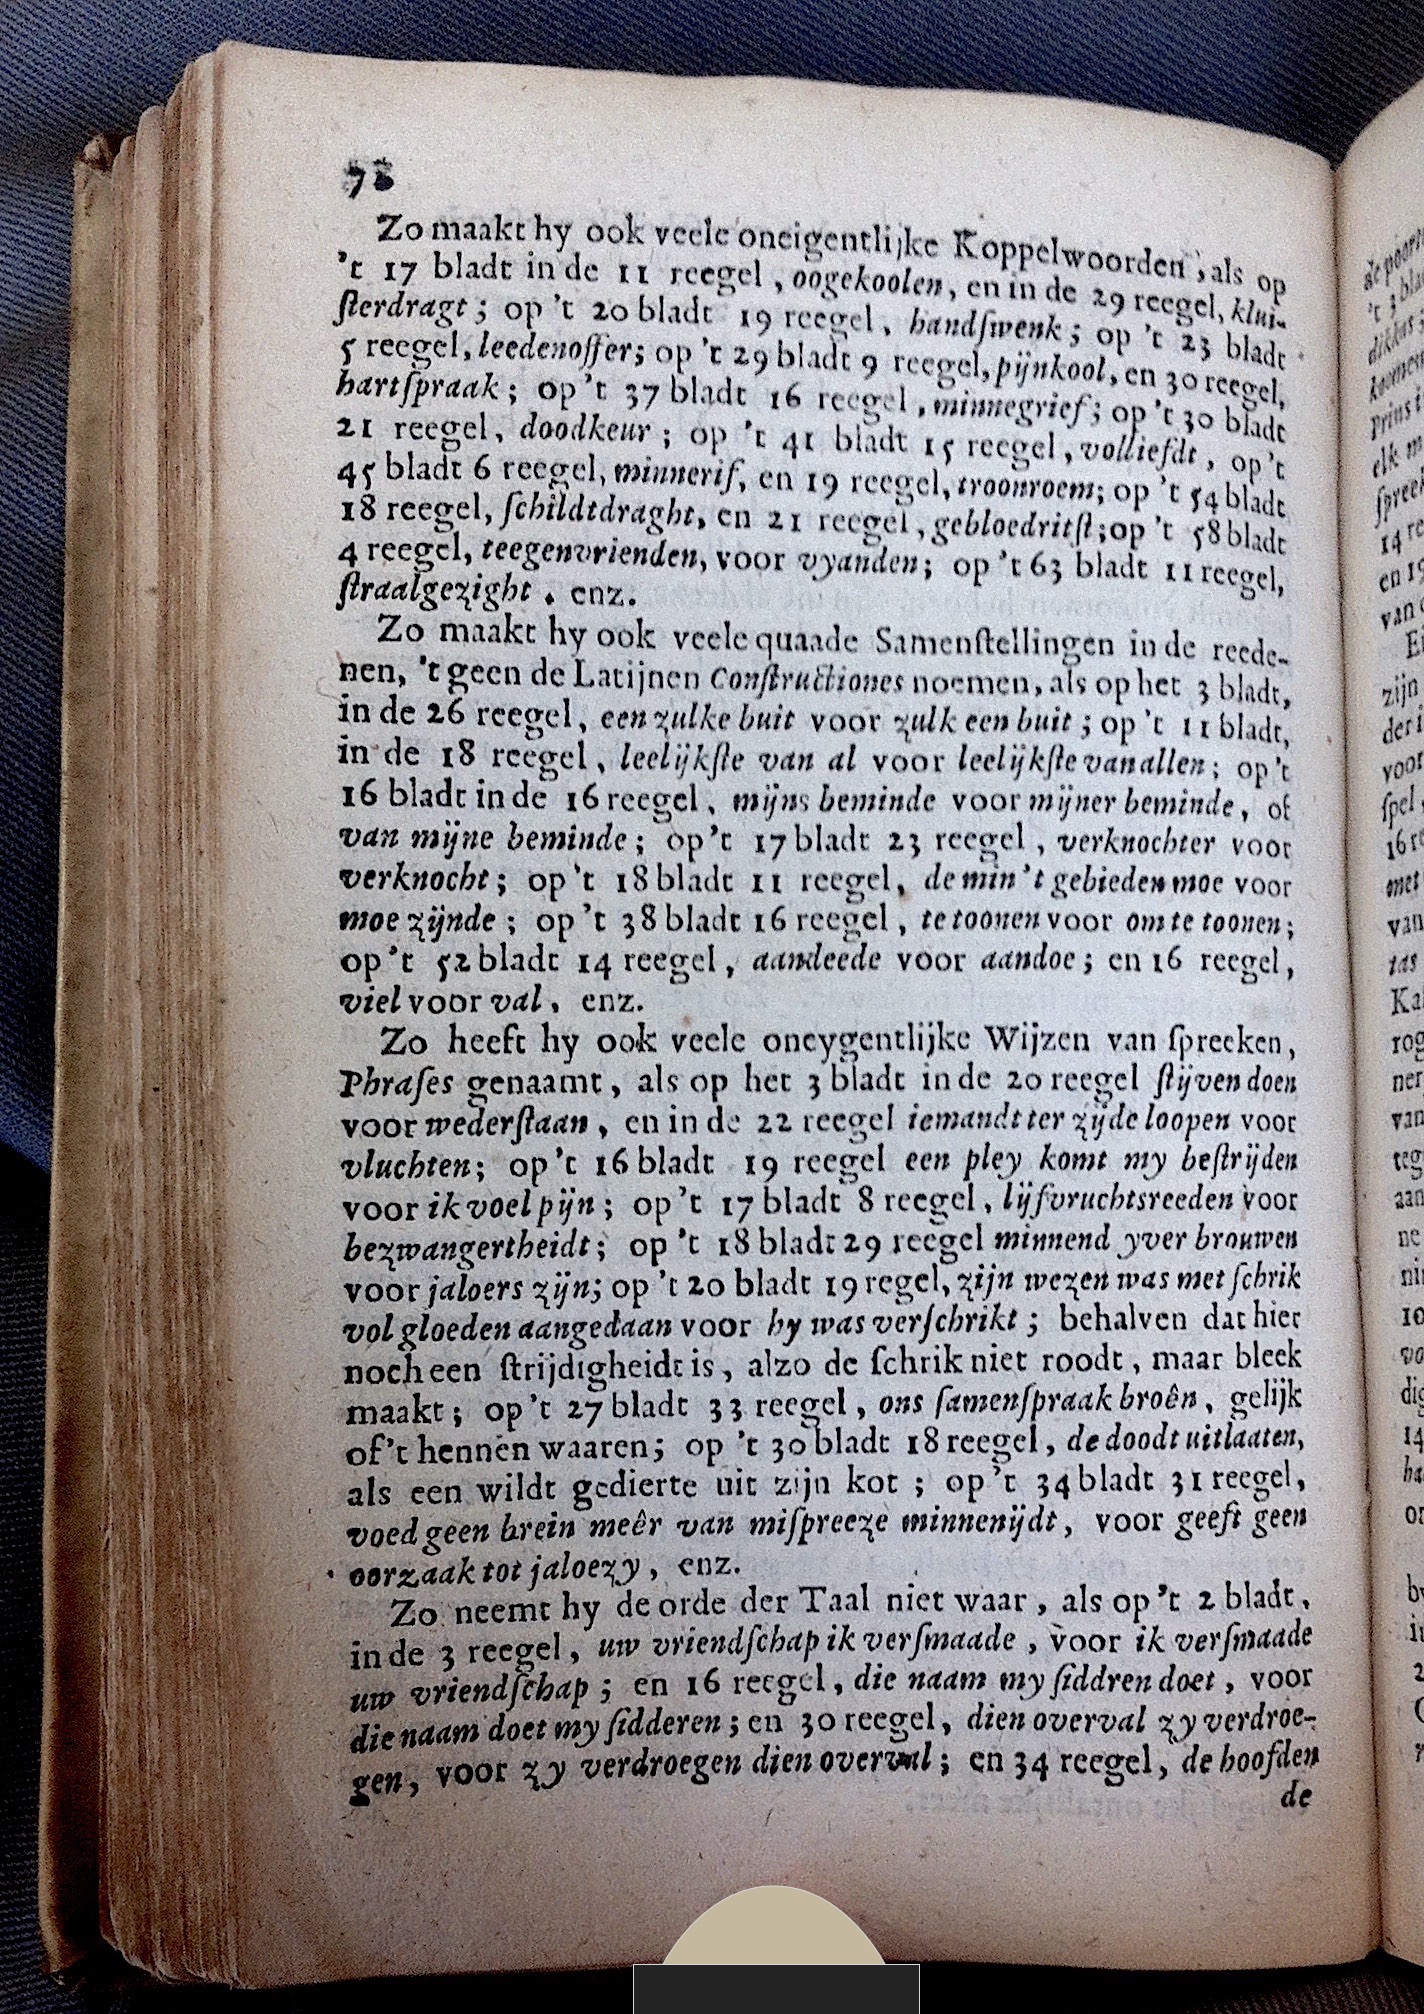 78
Zo maakt hy ook veele oneigentlijke Koppelwoorden, als op
't 17 bladt in de 11 reegel, oogekoolen, en in de 29 reegel, klui-
ſterdragt; op 't 20 bladt 19 reegel, handſwenk; op 't 23 bladt
5 reegel, leedenoffer; op 't 29 bladt 9 reegel, pijnkool, en 30 reegel,
hartſpraak; op 't 37 bladt 16 reegel, minnegrief; op 't 30 bladt
21 reegel, doodkeur; op 't 41 bladt 15 reegel, volliefdt, op 't
45 bladt 6 reegel, minnerif, en 19 reegel, troonroem; op 't 54 bladt
18 reegel, ſchildtdraght, en 21 reegel, gebloedritſt; op 't 58 bladt
4 reegel, teegenvrienden, voor vyanden; op 't 63 bladt 11 reegel,
ſtraalgezight. enz.
Zo maakt hy ook veele quaade Samenſtellingen in de reede-
nen, 't geen de Latijnen Conſtructiones noemen, als op het 3 bladt,
in de 26 reegel, een zulke buit voor zulk een buit; op 't 11 bladt,
in de 18 reegel, leelijkſte van al voor leelijkſte van allen; op 't
16 bladt in de 16 reegel, mijns beminde voor mijner beminde, of
van mijne beminde; op 't 17 bladt 23 reegel, verknochter voor
verknocht; op 't 18 bladt 11 reegel, de min 't gebieden moe voor
moe zijnde; op 't 38 bladt 16 reegel, te toonen voor om te toonen;
op 't 52 bladt 14 reegel, aandeede voor aandoe; en 16 reegel,
viel voor val, enz.
Zo heeft hy ook veele oneygentlijke Wijzen van ſpreeken,
Phraſes genaamt, als op het 3 bladt in de 20 reegel ſtijven doen
voor wederſtaan, en in de 22 reegel iemandt ter zijde loopen voor
vluchten; op 't 16 bladt 19 reegel een pley komt my beſtrijden
voor ik voel pijn; op 't 17 bladt 8 reegel, lijfvruchtsreeden voor
bezwangertheidt; op 't 18 bladt 29 reegel minnend yver brouwen
voor jaloers zijn; op 't 20 bladt 19 regel, zijn wezen was met ſchrik
vol gloeden aangedaan voor hy was verſchrikt; behalven dat hier
noch een ſtrijdigheidt is, alzo de ſchrik niet roodt, maar bleek
maakt; op 't 27 bladt 33 reegel, ons ſamenſpraak broên, gelijk
of 't hennen waaren; op 't 30 bladt 18 reegel, de doodt uitlaaten,
als een wildt gedierte uit zijn kot; op 't 34 bladt 31 reegel,
voed geen brein meêr van miſpreeze minnenijdt, voor geeft geen
oorzaak tot jaloezy, enz.
Zo neemt hy de orde der Taal niet waar, als op 't 2 bladt,
in de 3 reegel, uw vriendſchap ik verſmaade, voor ik verſmaade
uw vriendſchap; en 16 reegel, die naam my ſiddren doet, voor
die naam doet my ſidderen; en 30 reegel, dien overval zy verdroe-
gen, voor zy verdroegen dien overval; en 34 reegel, de hoofden
de